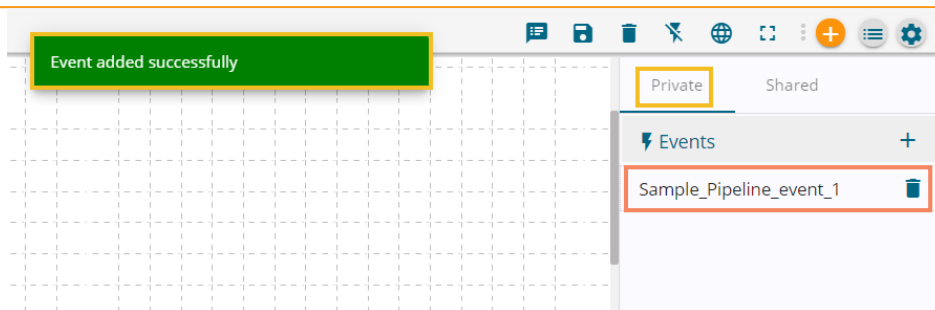 Event added successfully
Private Shared
Events
Sample_Pipeline_event_1